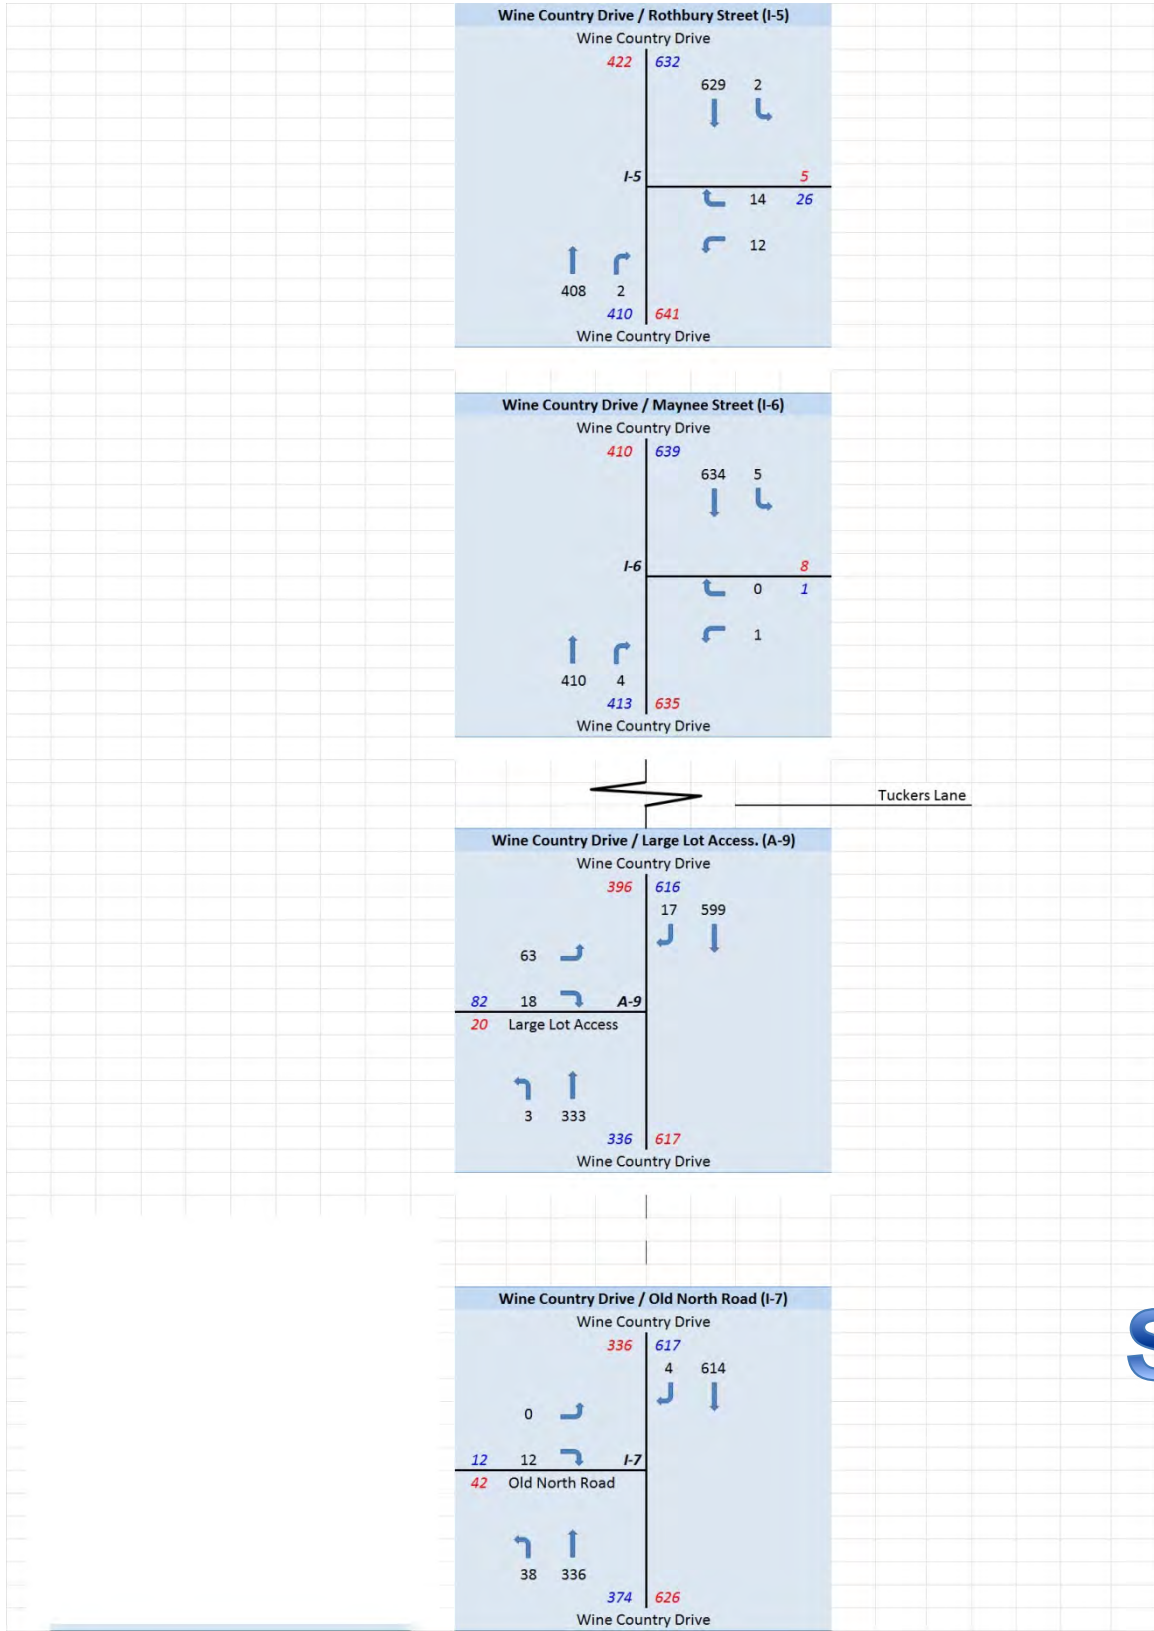 Wine Country Drive / Rothbury Street (I-5)
Wine Country Drive
422 632
629 2
I-5 5
14 26
12
408 2
410 641
Wine Country Drive
Wine Country Drive / Maynee Street (I-6)
Wine Country Drive
410 639
634 5
I-6 8
0 1
1
410 4
413 635
Wine Country Drive
Tuckers Lane
Wine Country Drive / Large Lot Access. (A-9)
Wine Country Drive
396 616
17 599
63
82 18 A-9
20 Large Lot Access
3 333
336 617
Wine Country Drive
Wine Country Drive / Old North Road (I-7)
Wine Country Drive
336 617
4 614
0
12 12 I-7
42 Old North Road
38 336
374 626
Wine Country Drive
S